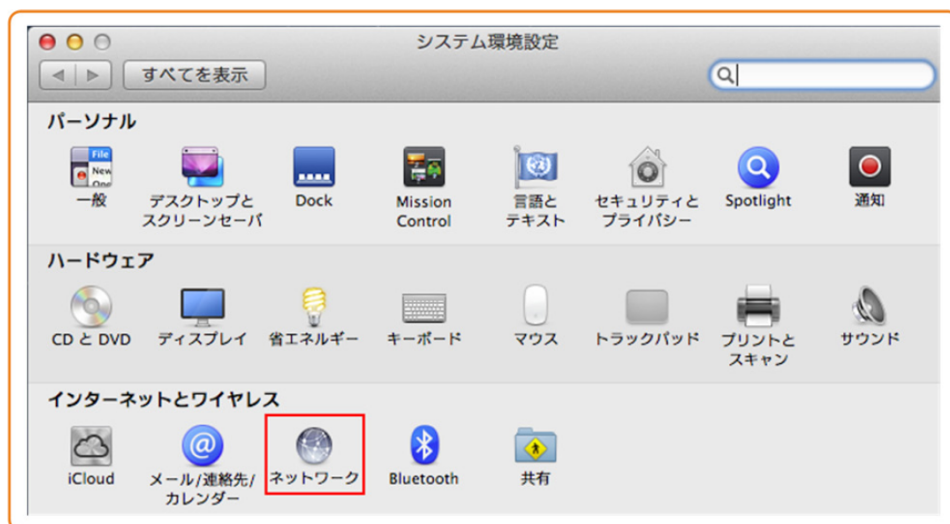 システム環境設定
すべてを表示
パーソナル
File
New
One
一般
デスクトップと
スクリーンセーバ
Dock
Mission
Control
言語と
テキスト
セキュリティと
プライバシー
Spotlight
通知
ハードウェア
CD と DVD
ディスプレイ
省エネルギー
キーボード
マウス
トラックパッド
プリントと
スキャン
サウンド
インターネットとワイヤレス
iCloud
メール/連絡先/
カレンダー
ネットワーク
Bluetooth
共有